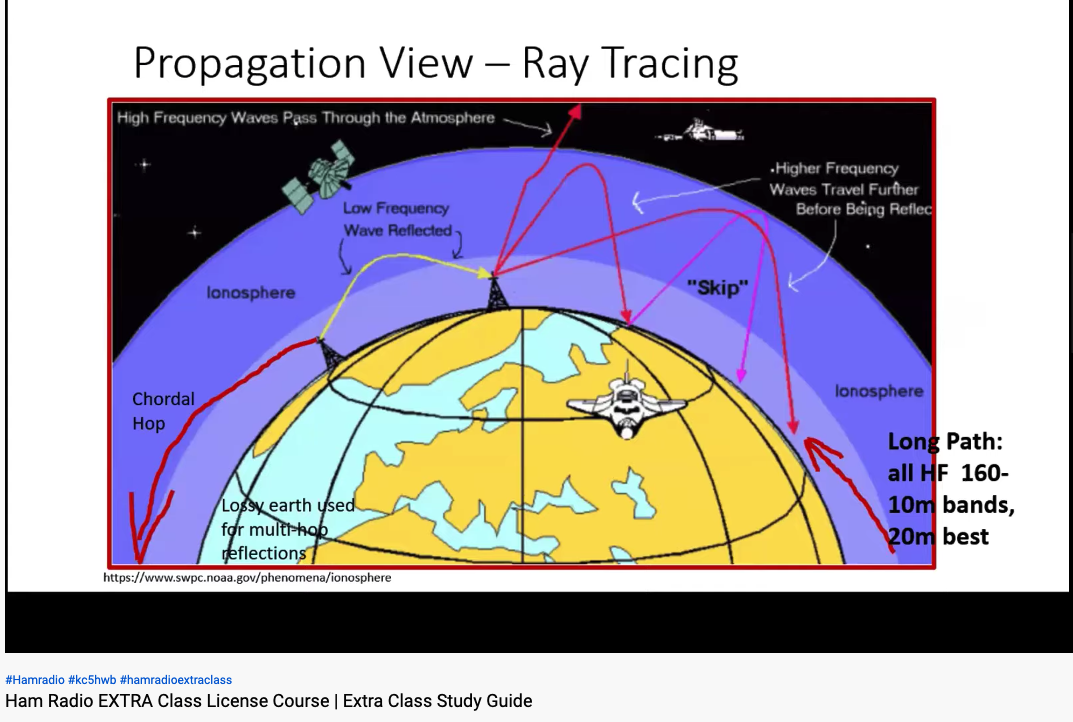 Propagation View – Ray Tracing
High Frequency Waves Pass Through the Atmosphere
Higher Frequency
Waves Travel Further
Before Being Reflec
Low Frequency
Wave Reflected
Ionosphere
"Skip"
Ionosphere
Chordal
Hop
Long Path:
all HF 160-
10m bands,
20m best
Lossy earth used
for multi-hop
reflections
https://www.swpc.noaa.gov/phenomena/ionosphere
#Hamradio #kc5hwb #hamradioextraclass
Ham Radio EXTRA Class License Course | Extra Class Study Guide